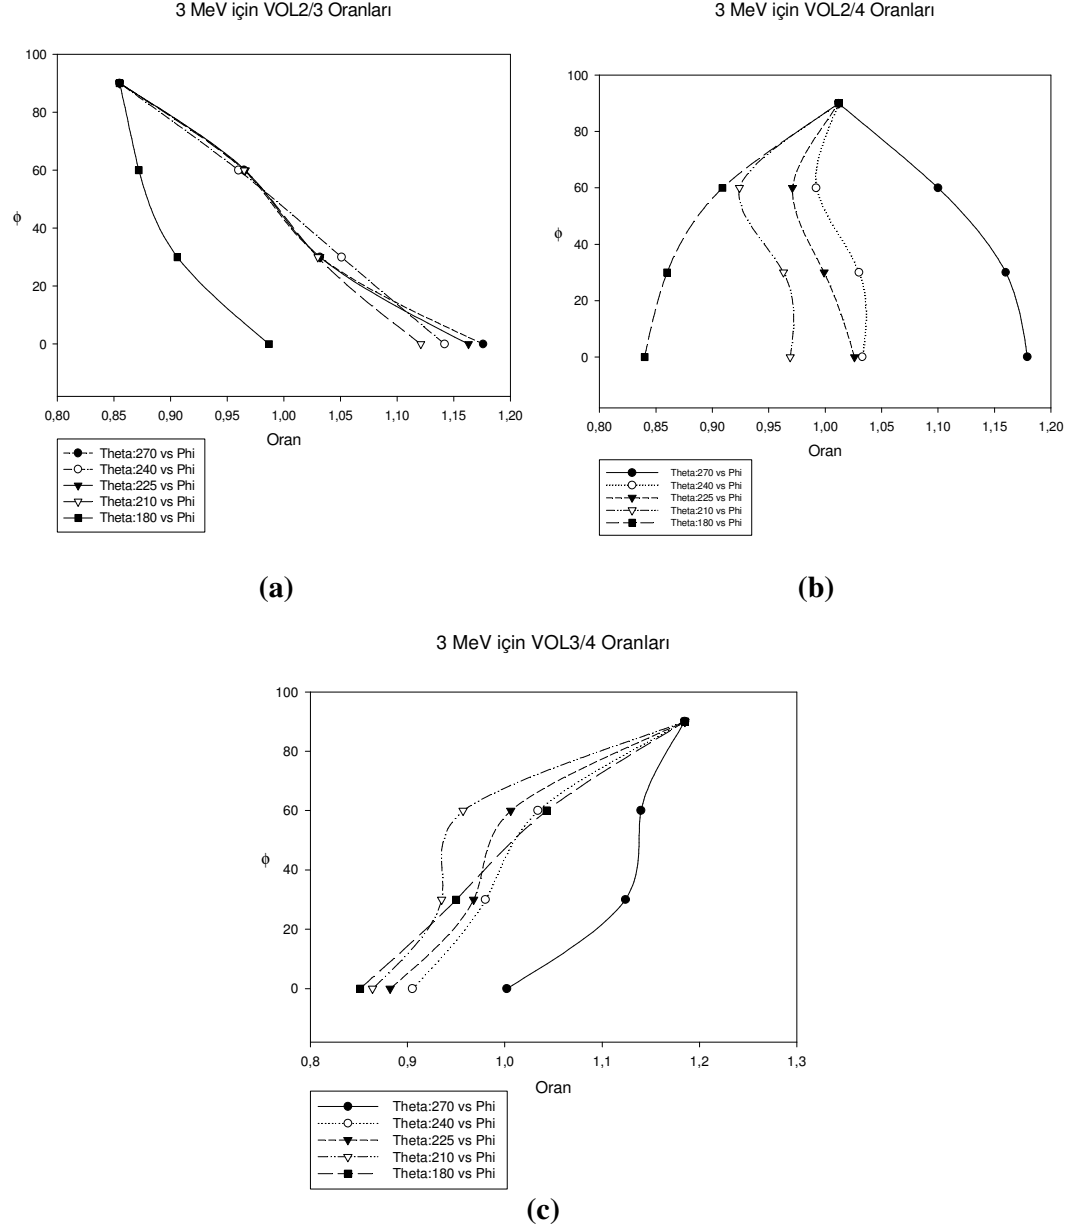 3 MeV için VOL2/3 Oranları
100
80
60
40
20
0
ϕ
0,80 0,85 0,90 0,95 1,00 1,05 1,10 1,15 1,20
Oran
Theta:270 vs Phi
Theta:240 vs Phi
Theta:225 vs Phi
Theta:210 vs Phi
Theta:180 vs Phi
(a)
3 MeV için VOL2/4 Oranları
100
80
60
40
20
0
ϕ
0,80 0,85 0,90 0,95 1,00 1,05 1,10 1,15 1,20
Oran
Theta:270 vs Phi
Theta:240 vs Phi
Theta:225 vs Phi
Theta:210 vs Phi
Theta:180 vs Phi
(b)
3 MeV için VOL3/4 Oranları
100
80
60
40
20
0
ϕ
0,8 0,9 1,0 1,1 1,2 1,3
Oran
Theta:270 vs Phi
Theta:240 vs Phi
Theta:225 vs Phi
Theta:210 vs Phi
Theta:180 vs Phi
(c)